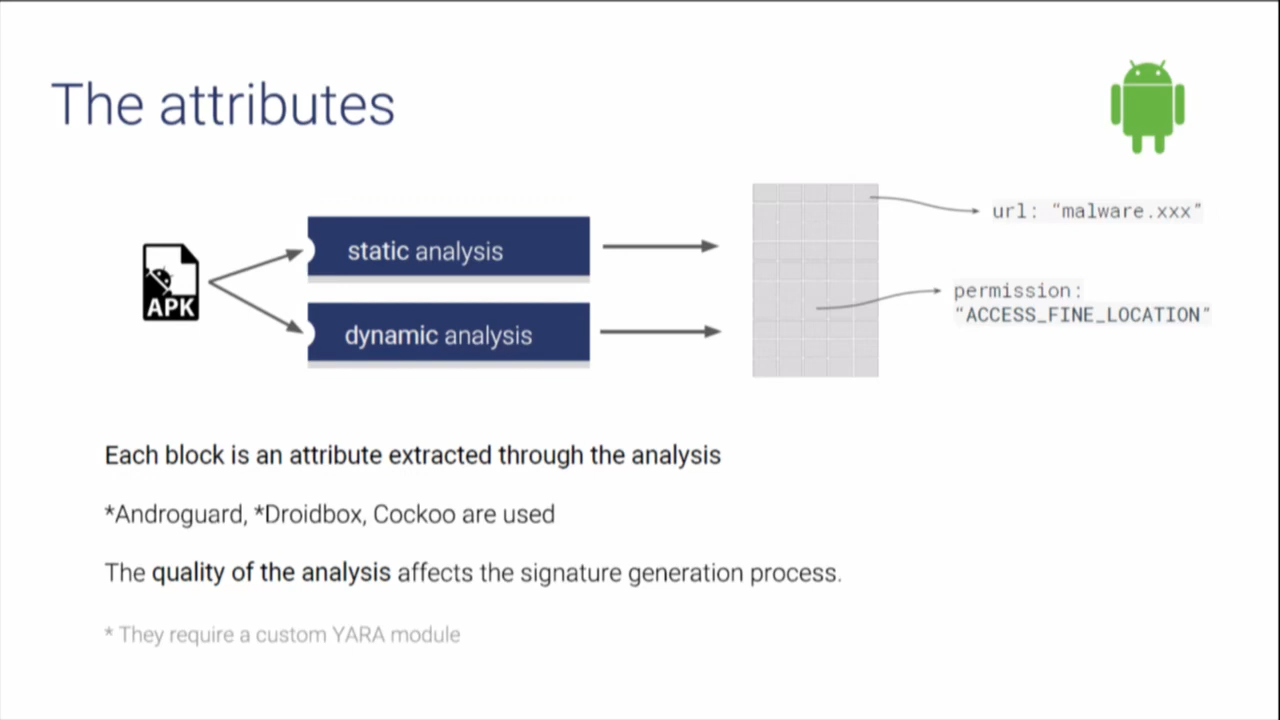 The attributes
APK
static analysis
dynamic analysis
url: "malware.xxx"
permission:
"ACCESS_FINE_LOCATION"
Each block is an attribute extracted through the analysis
*Androguard, *Droidbox, Cockoo are used
The quality of the analysis affects the signature generation process.
* They require a custom YARA module